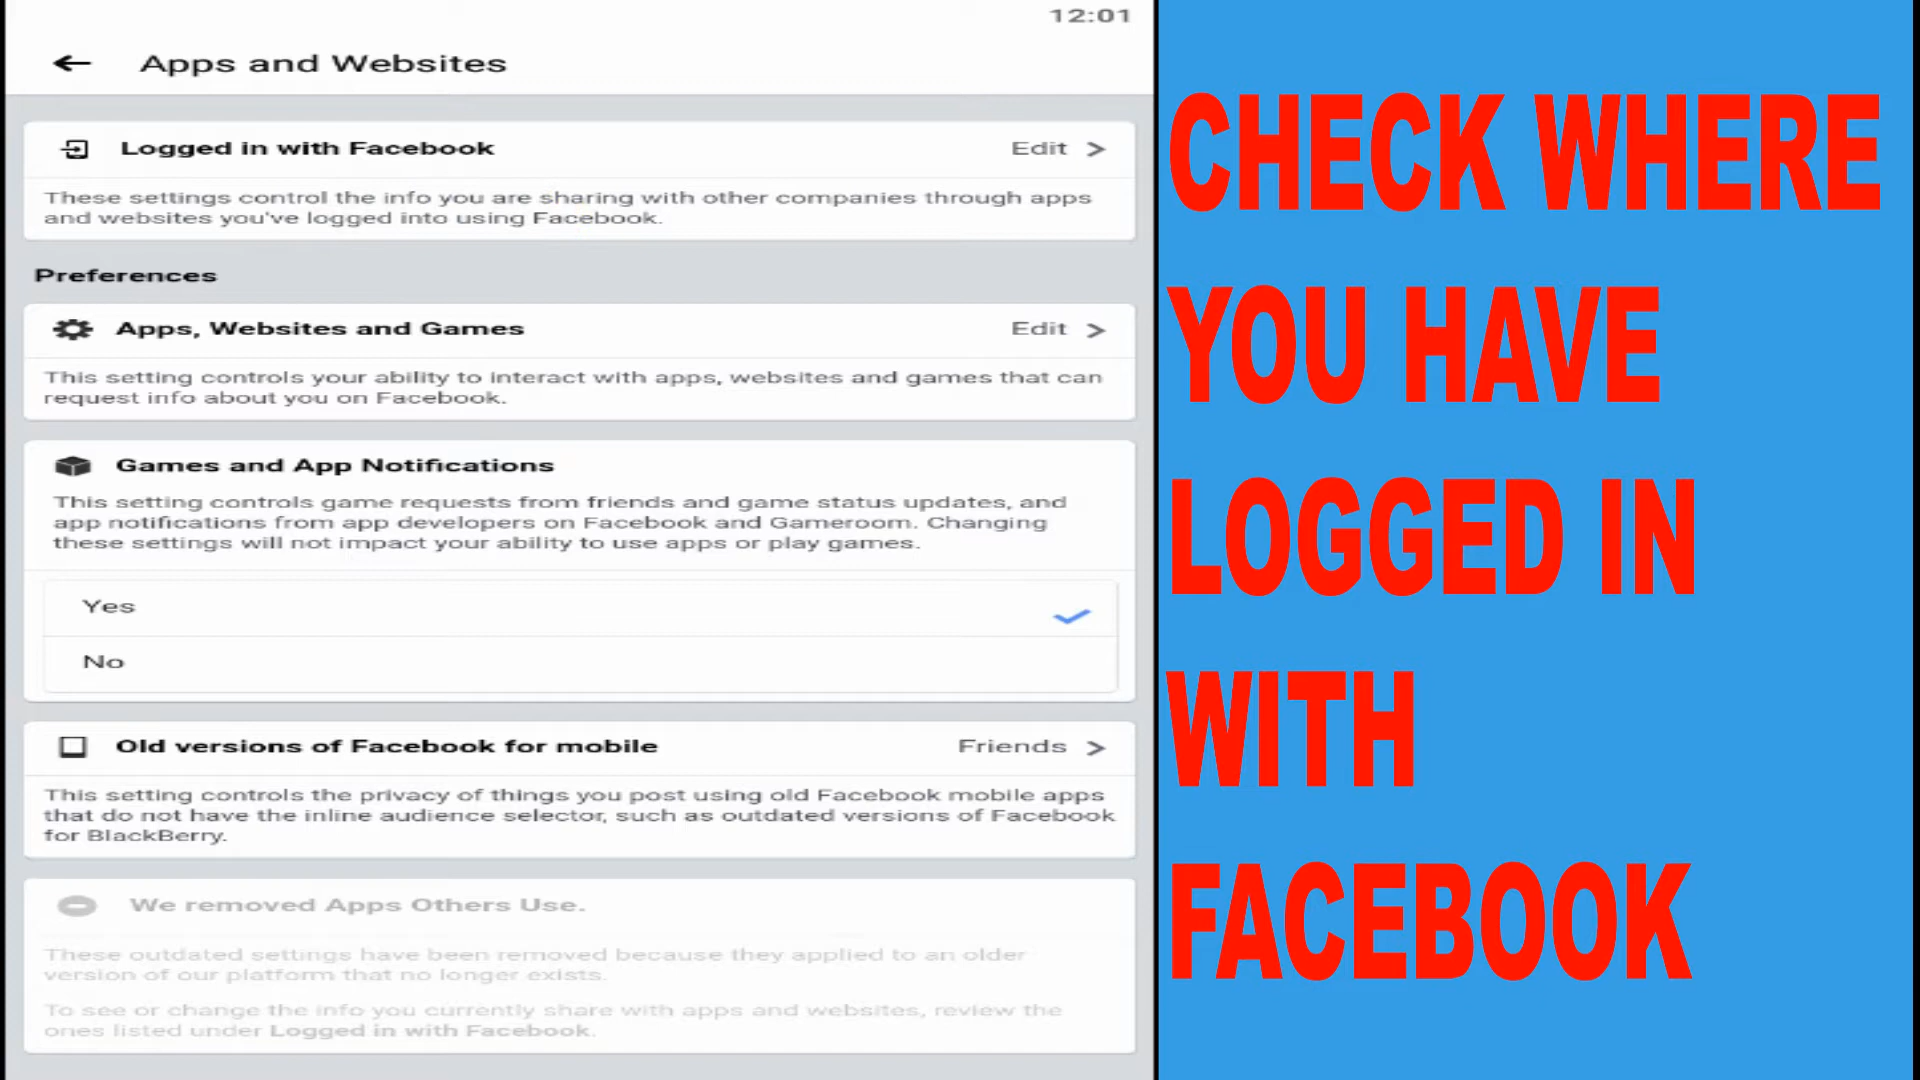 12:01
Apps and Websites
Logged in with Facebook
Edit
These settings control the info you are sharing with other companies through apps
and websites you've logged into using Facebook.
Preferences
Apps, Websites and Games
Edit
This setting controls your ability to interact with apps, websites and games that can
request info about you on Facebook.
Games and App Notifications
This setting controls game requests from friends and game status updates, and
app notifications from app developers on Facebook and Gameroom. Changing
these settings will not impact your ability to use apps or play games.
Yes
No
Old versions of Facebook for mobile
Friends
This setting controls the privacy of things you post using old Facebook mobile apps
that do not have the inline audience selector, such as outdated versions of Facebook
for BlackBerry.
We removed Apps Others Use.
These outdated settings have been removed because they applied to an older
version of our platform that no longer exists.
To see or change the info you currently share with apps and websites, review the
ones listed under Logged in with Facebook.
CHECK WHERE
YOU HAVE
LOGGED IN
WITH
FACEBOOK